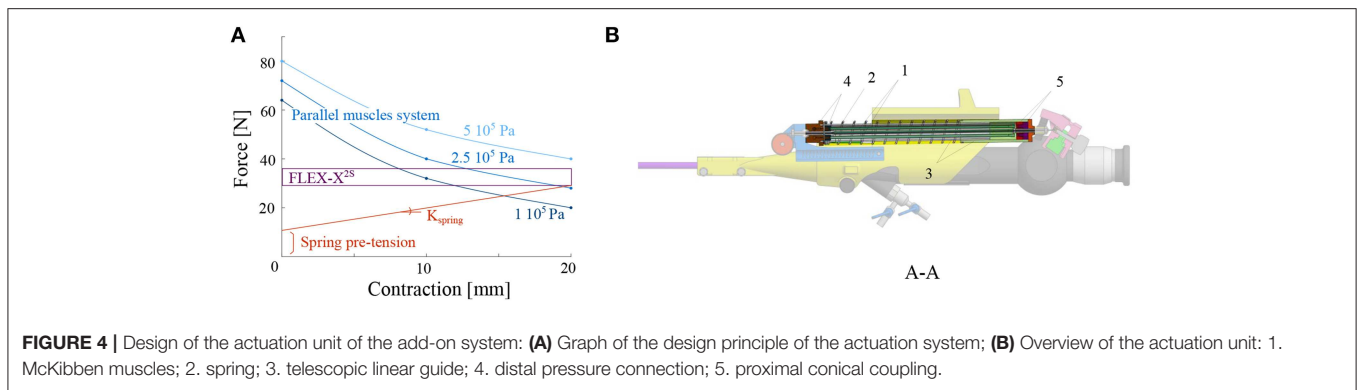 A
B
80
60
40
20
0
10
20
Force [N]
Contraction [mm]
Parallel muscles system
5 10⁵ Pa
2.5 10⁵ Pa
1 10⁵ Pa
FLEX-X²ˢ
Kspring
Spring pre-tension
4
2
1
5
3
A-A
FIGURE 4 | Design of the actuation unit of the add-on system: (A) Graph of the design principle of the actuation system; (B) Overview of the actuation unit: 1.
McKibben muscles; 2. spring; 3. telescopic linear guide; 4. distal pressure connection; 5. proximal conical coupling.